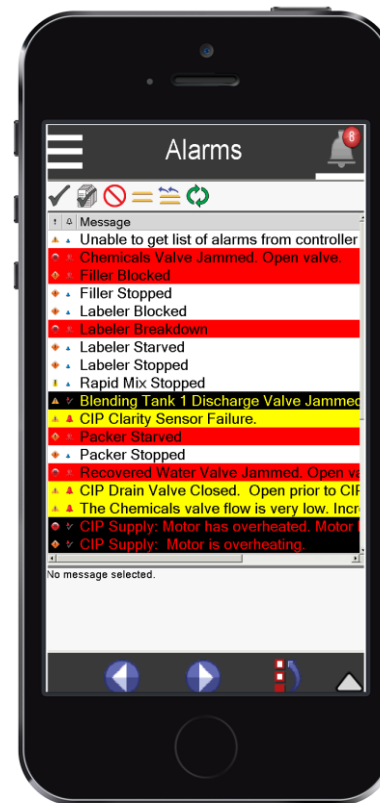 Alarms
8
Message
Unable to get list of alarms from controller
Chemicals Valve Jammed. Open valve.
Filler Blocked
Filler Stopped
Labeler Blocked
Labeler Breakdown
Labeler Starved
Labeler Stopped
Rapid Mix Stopped
Blending Tank 1 Discharge Valve Jammed
CIP Clarity Sensor Failure.
Packer Starved
Packer Stopped
Recovered Water Valve Jammed. Open va
CIP Drain Valve Closed.  Open prior to CIP
The Chemicals valve flow is very low. Incr
CIP Supply: Motor has overheated. Motor
CIP Supply:  Motor is overheating.
No message selected.